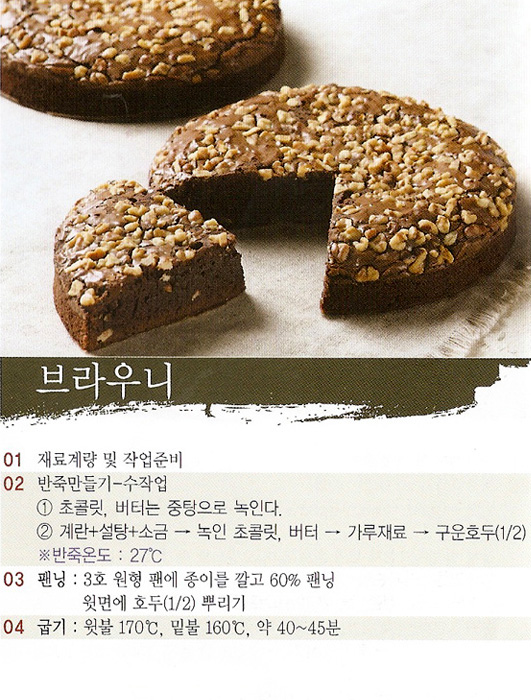 브라우니
01 재료계량 및 작업준비
02 반죽만들기-수작업
① 초콜릿, 버터는 중탕으로 녹인다.
② 계란+설탕+소금 → 녹인 초콜릿, 버터 → 가루재료 → 구운호두(1/2)
※반죽온도 : 27℃
03 팬닝 : 3호 원형 팬에 종이를 깔고 60% 팬닝
윗면에 호두(1/2) 뿌리기
04 굽기 : 윗불 170℃, 밑불 160℃, 약 40~45분